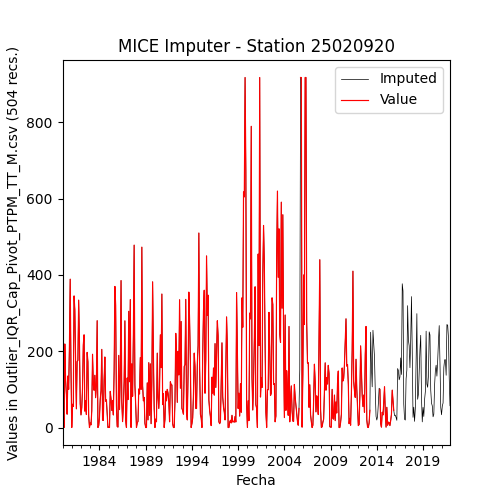 MICE Imputer - Station 25020920
Values in Outlier_IQR_Cap_Pivot_PTPM_TT_M.csv (504 recs.)
Imputed
Value
800
600
400
200
0
1984 1989 1994 1999 2004 2009 2014 2019
Fecha